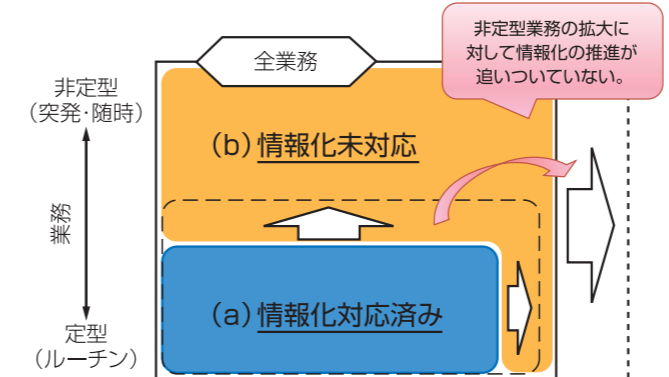 非定型業務の拡大に
対して情報化の推進が
追いついていない。
全業務
非定型
（突発・随時）
(b) 情報化未対応
業務
(a) 情報化対応済み
定型
（ルーチン）